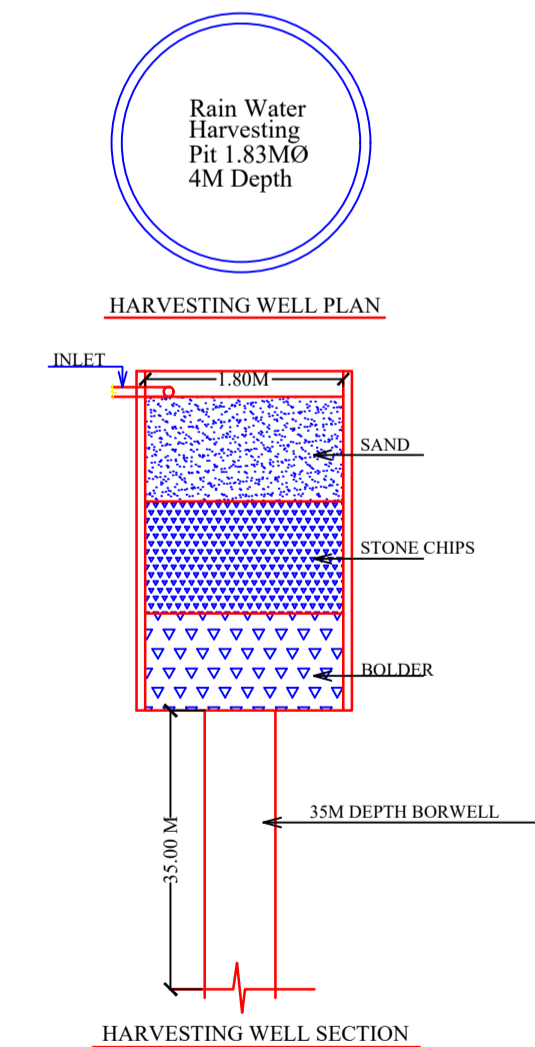 Rain Water
Harvesting
Pit 1.83MØ
4M Depth
HARVESTING WELL PLAN
INLET
1.80M
SAND
STONE CHIPS
BOLDER
35M DEPTH BORWELL
35.00 M
HARVESTING WELL SECTION